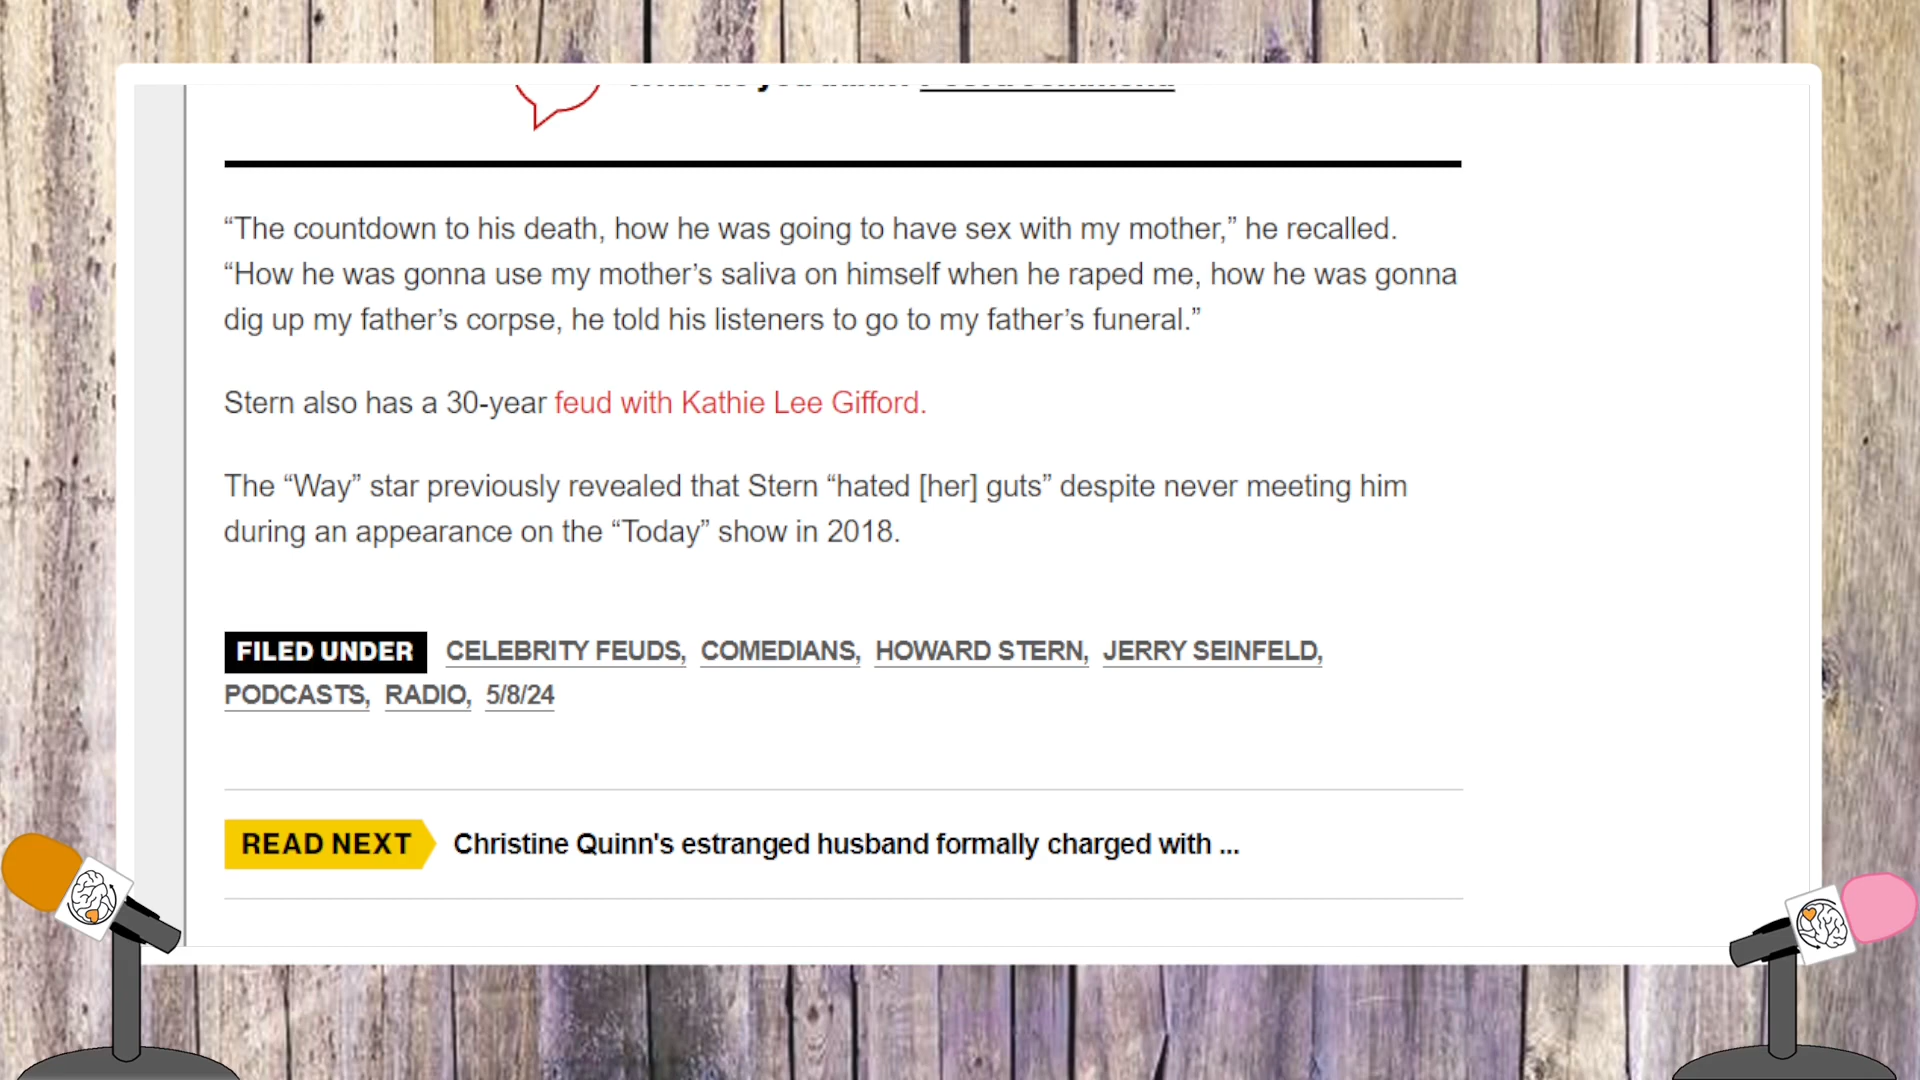 “The countdown to his death, how he was going to have sex with my mother,” he recalled.
“How he was gonna use my mother’s saliva on himself when he raped me, how he was gonna
dig up my father’s corpse, he told his listeners to go to my father’s funeral.”
Stern also has a 30-year feud with Kathie Lee Gifford.
The “Way” star previously revealed that Stern “hated [her] guts” despite never meeting him
during an appearance on the “Today” show in 2018.
FILED UNDER CELEBRITY FEUDS, COMEDIANS, HOWARD STERN, JERRY SEINFELD,
PODCASTS, RADIO, 5/8/24
READ NEXT Christine Quinn's estranged husband formally charged with ...